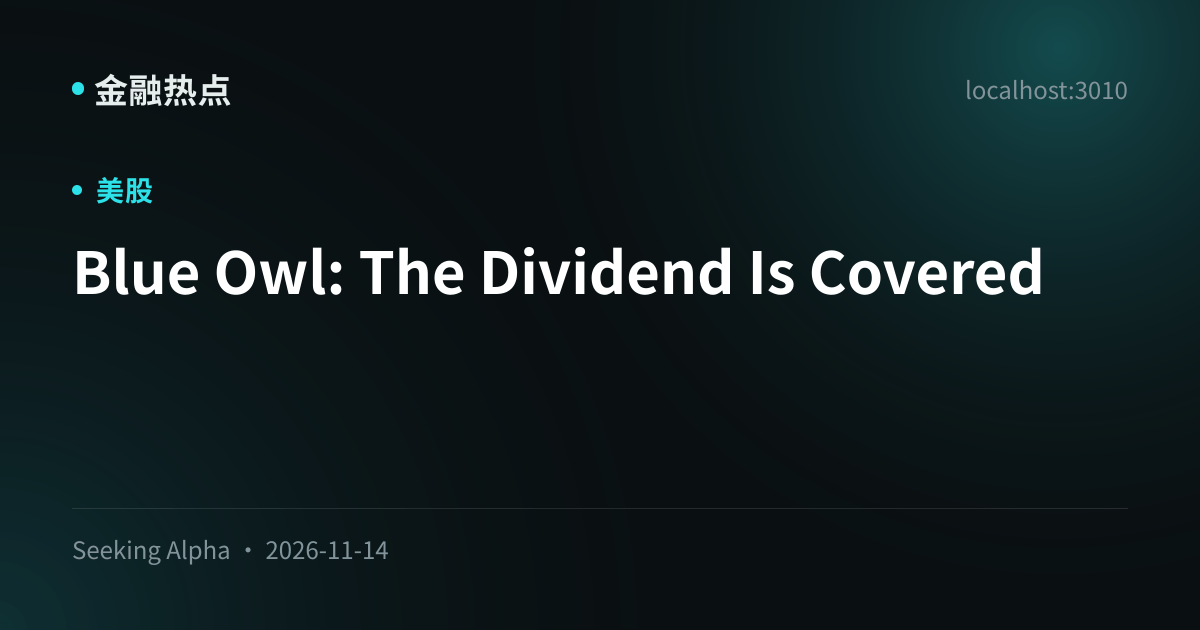 金融热点
localhost:3010
美股
Blue Owl: The Dividend Is Covered
Seeking Alpha · 2026-11-14